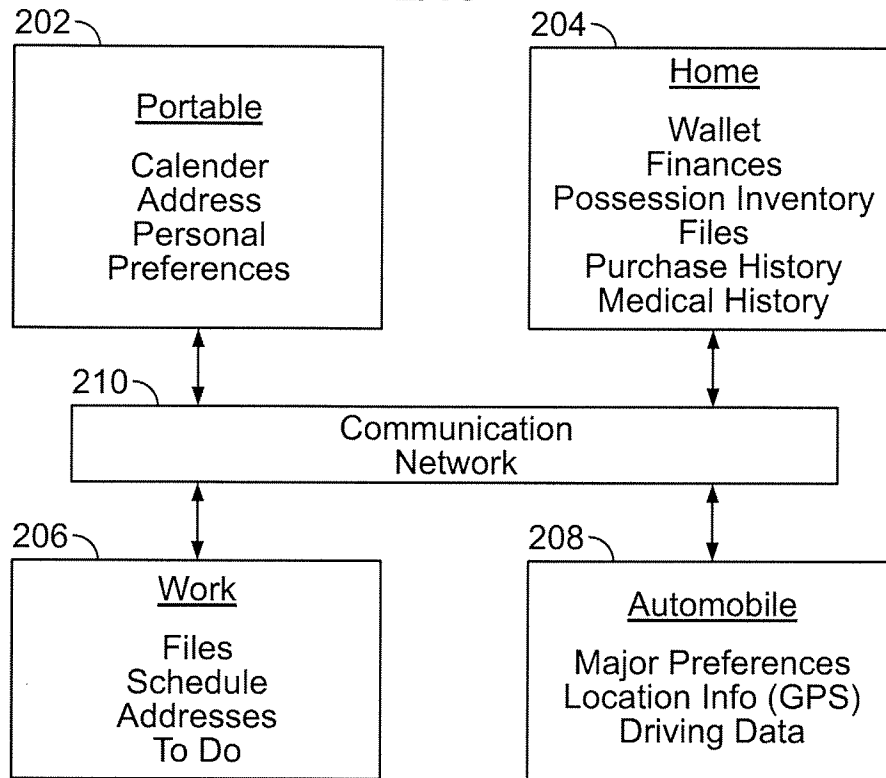 202
Portable
Calender
Address
Personal
Preferences
204
Home
Wallet
Finances
Possession Inventory
Files
Purchase History
Medical History
210
Communication
Network
206
Work
Files
Schedule
Addresses
To Do
208
Automobile
Major Preferences
Location Info (GPS)
Driving Data